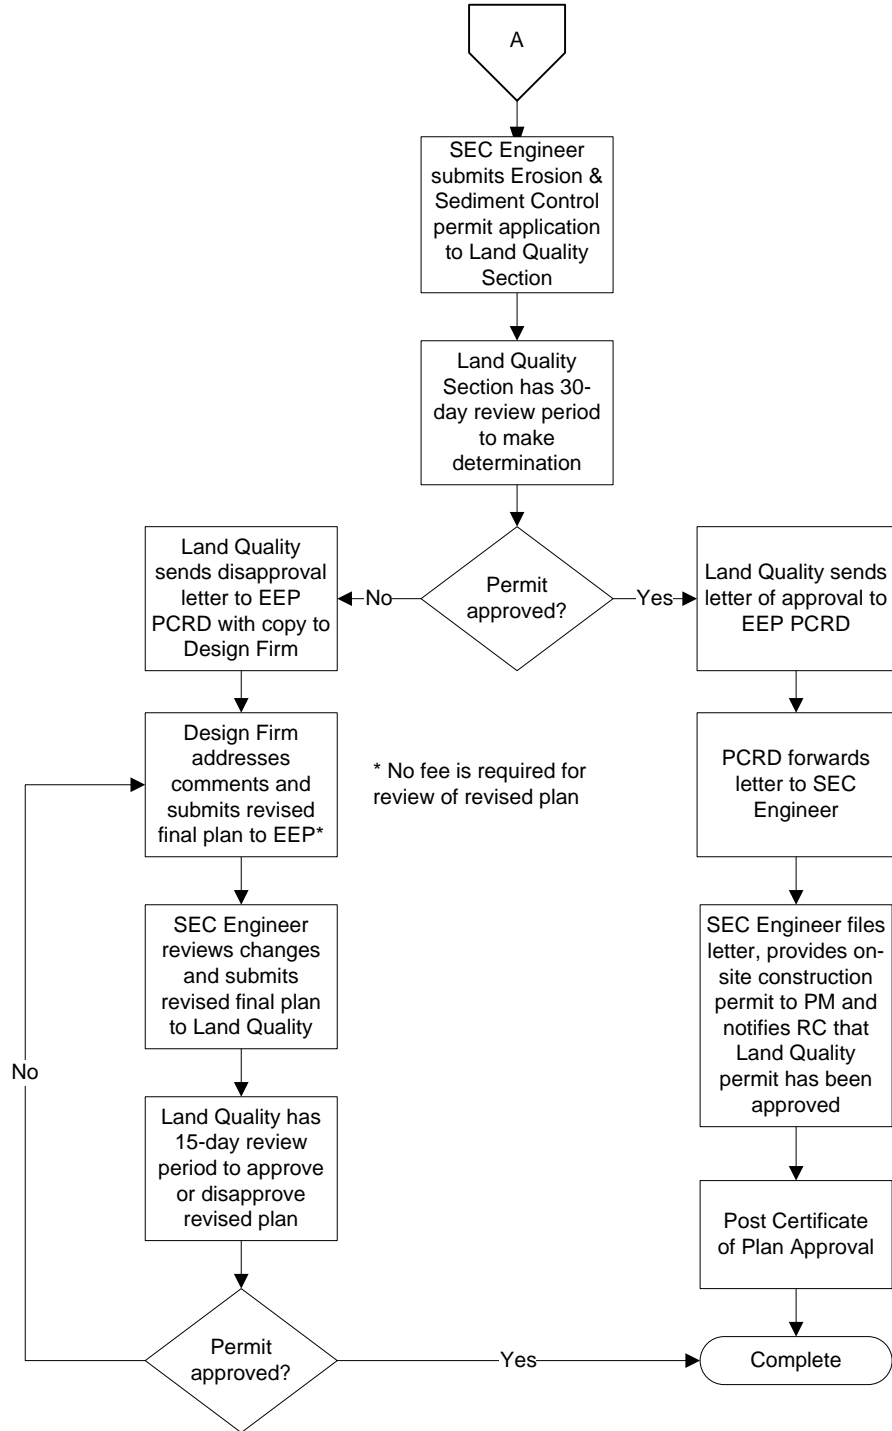 A
SEC Engineer
submits Erosion &
Sediment Control
permit application
to Land Quality
Section
Land Quality
Section has 30-
day review period
to make
determination
Permit
approved?
No
Yes
Land Quality
sends disapproval
letter to EEP
PCRD with copy to
Design Firm
Land Quality sends
letter of approval to
EEP PCRD
Design Firm
addresses
comments and
submits revised
final plan to EEP*
* No fee is required for
review of revised plan
PCRD forwards
letter to SEC
Engineer
SEC Engineer
reviews changes
and submits
revised final plan
to Land Quality
SEC Engineer files
letter, provides on-
site construction
permit to PM and
notifies RC that
Land Quality
permit has been
approved
No
Land Quality has
15-day review
period to approve
or disapprove
revised plan
Post Certificate
of Plan Approval
Permit
approved?
Yes
Complete